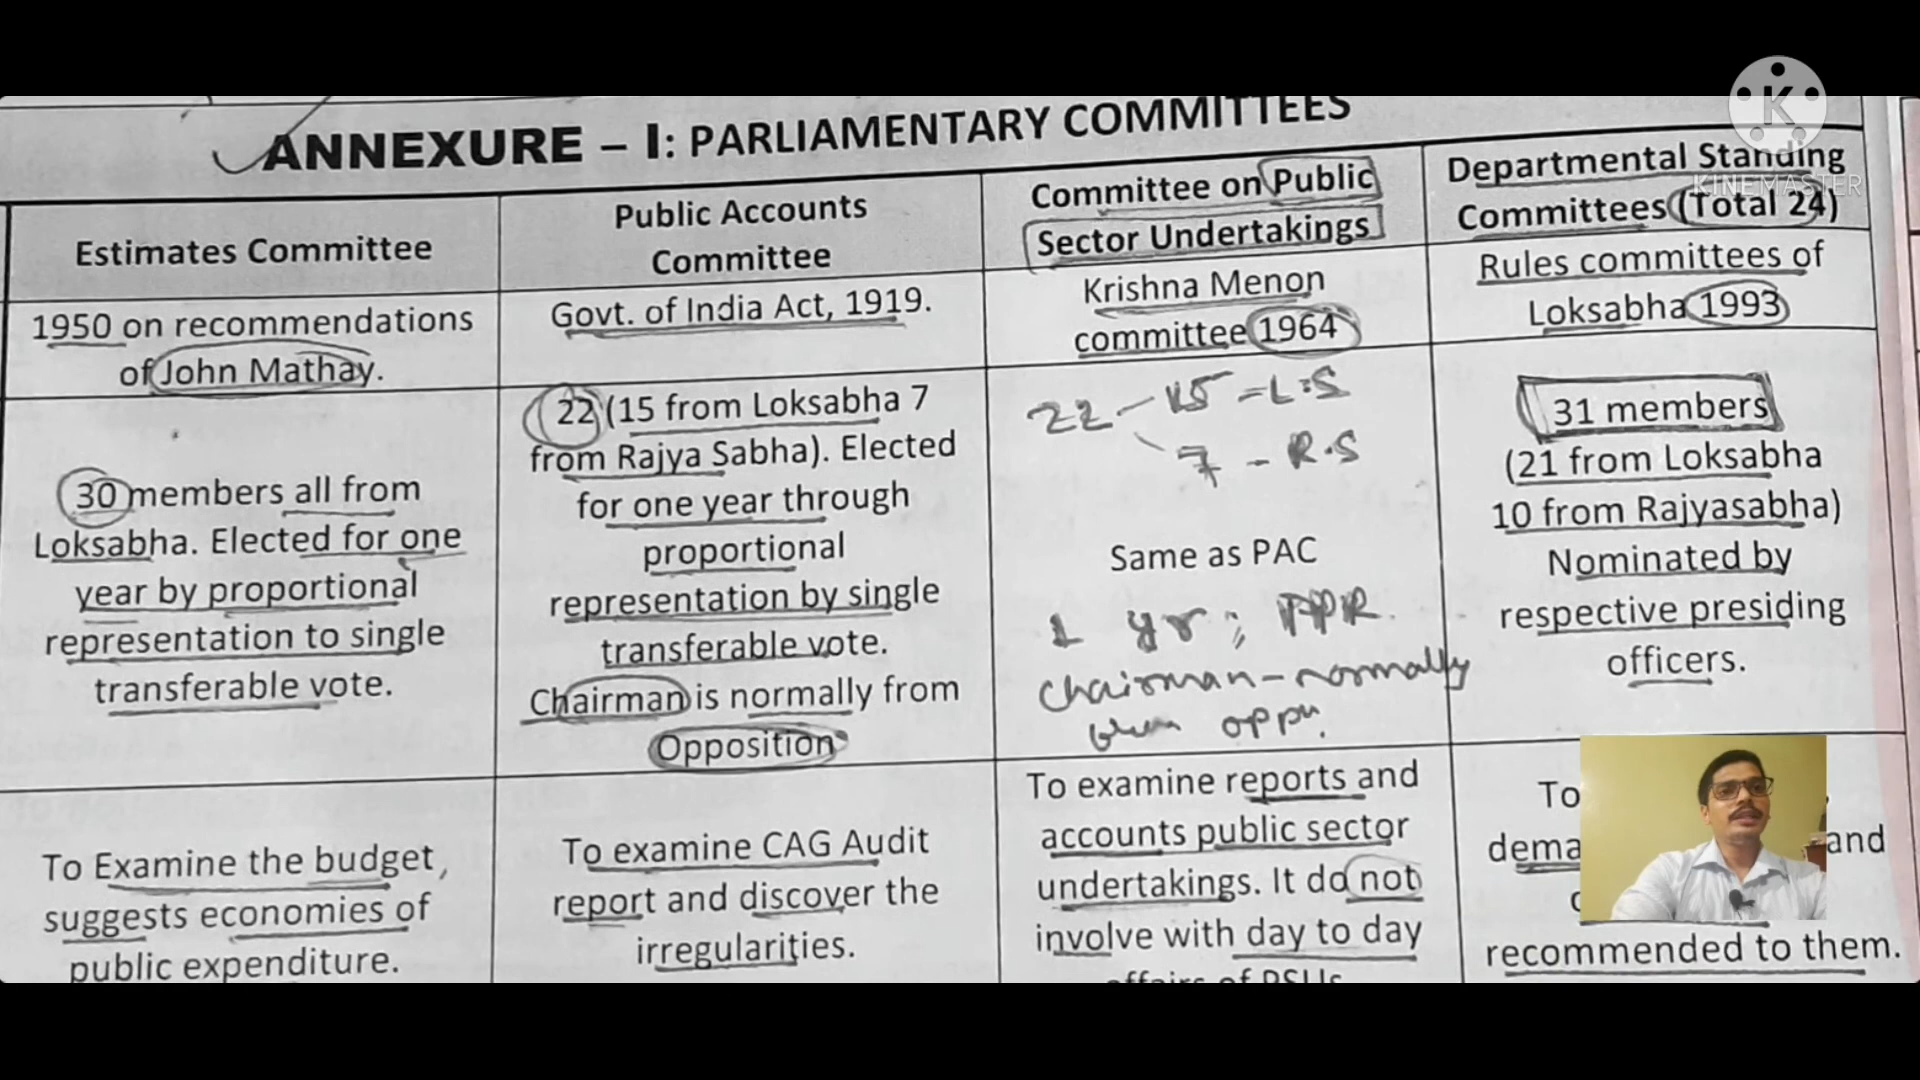 K
KINEMASTER
ANNEXURE – I: PARLIAMENTARY COMMITTEES
Estimates Committee
Public Accounts
Committee
Committee on Public
Sector Undertakings
Departmental Standing
Committees (Total 24)
1950 on recommendations
of John Mathay.
Govt. of India Act, 1919.
Krishna Menon
committee 1964
Rules committees of
Loksabha 1993
30 members all from
Loksabha. Elected for one
year by proportional
representation to single
transferable vote.
22 (15 from Loksabha 7
from Rajya Sabha). Elected
for one year through
proportional
representation by single
transferable vote.
Chairman is normally from
Opposition
22 – 15 = L.S
7 – R.S
Same as PAC
1 yr ;
chairman – normally
oppn.
31 members
(21 from Loksabha
10 from Rajyasabha)
Nominated by
respective presiding
officers.
To Examine the budget,
suggests economies of
public expenditure.
To examine CAG Audit
report and discover the
irregularities.
To examine reports and
accounts public sector
undertakings. It do not
involve with day to day
affairs of PSUs
To
and
recommended to them.